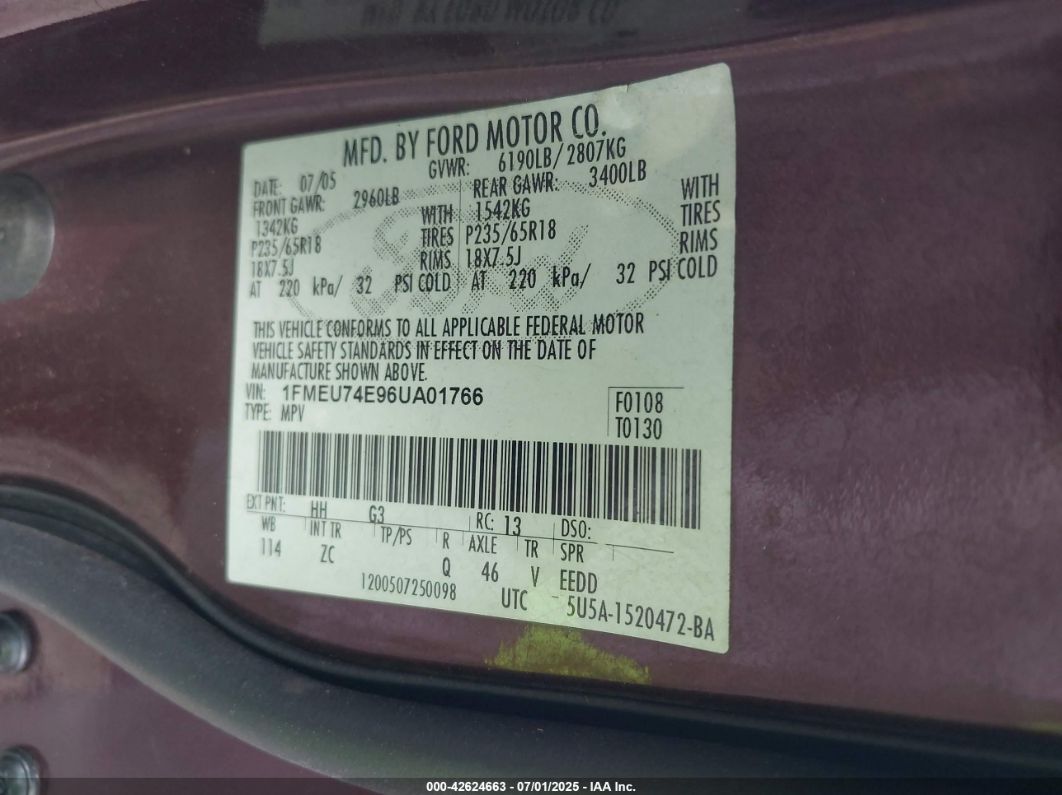 MFD. BY FORD MOTOR CO.
DATE: 07/05 GVWR: 6190LB/2807KG
FRONT GAWR: 2960LB REAR GAWR: 3400LB
1342KG WITH 1542KG WITH
P235/65R18 TIRES P235/65R18 TIRES
18X7.5J RIMS 18X7.5J RIMS
AT 220 kPa/ 32 PSI COLD AT 220 kPa/ 32 PSI COLD
THIS VEHICLE CONFORMS TO ALL APPLICABLE FEDERAL MOTOR
VEHICLE SAFETY STANDARDS IN EFFECT ON THE DATE OF
MANUFACTURE SHOWN ABOVE.
VIN: 1FMEU74E96UA01766
TYPE: MPV
F0108
T0130
EXT PNT: HH G3 RC: 13 DSO:
WB INT TR TP/PS R AXLE TR SPR
114 ZC Q 46 V EEDD
1200507250098 UTC 5U5A-1520472-BA
000-42624663 - 07/01/2025 - IAA Inc.